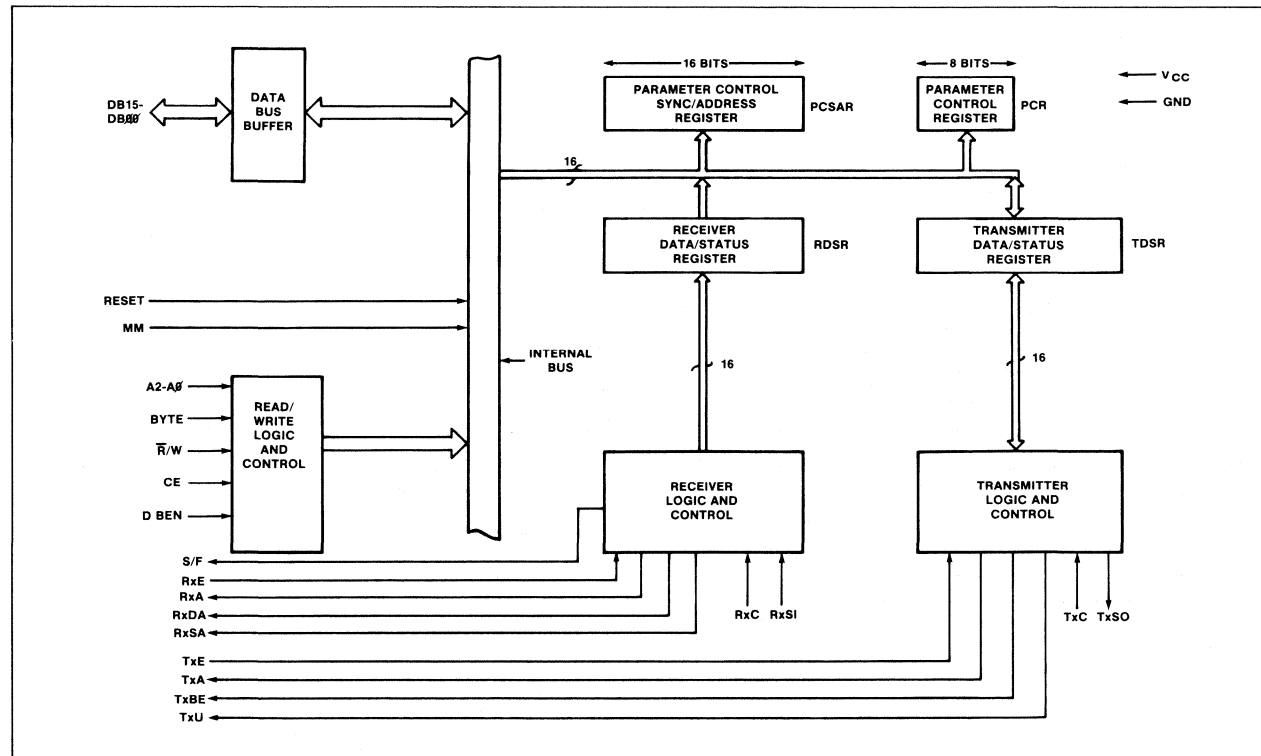 DB15-
DB00
DATA
BUS
BUFFER
16 BITS
PARAMETER CONTROL
SYNC/ADDRESS
REGISTER
PCSAR
8 BITS
PARAMETER
CONTROL
REGISTER
PCR
VCC
GND
16
RECEIVER
DATA/STATUS
REGISTER
RDSR
TRANSMITTER
DATA/STATUS
REGISTER
TDSR
RESET
MM
INTERNAL
BUS
16
16
A2-A0
BYTE
R̅/W
CE
D BEN
READ/
WRITE
LOGIC
AND
CONTROL
RECEIVER
LOGIC AND
CONTROL
TRANSMITTER
LOGIC AND
CONTROL
S/F
RxE
RxA
RxDA
RxSA
RxC
RxSI
TxC
TxSO
TxE
TxA
TxBE
TxU